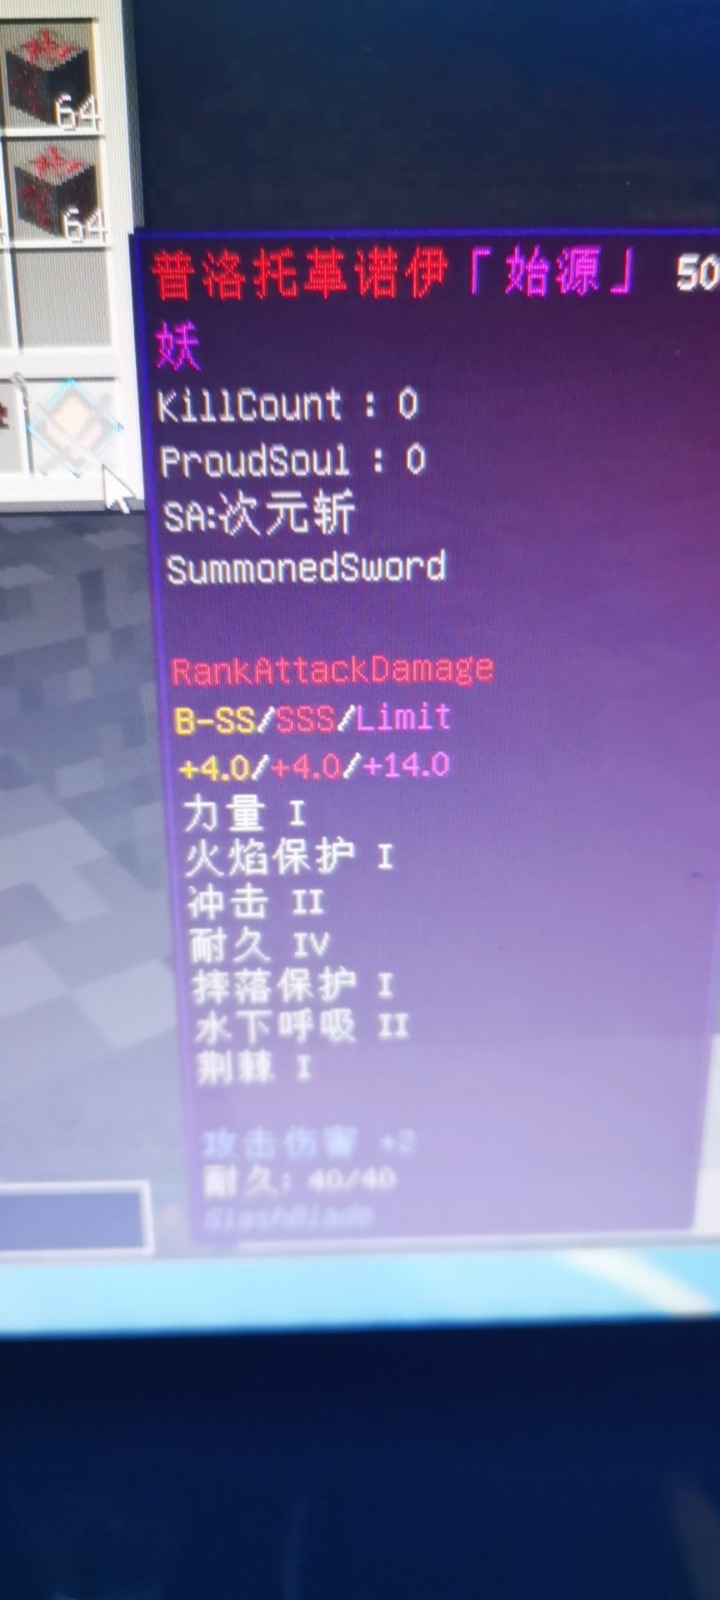 64
64
普洛托革诺伊「始源」 50
妖
KillCount : 0
ProudSoul : 0
SA:次元斩
SummonedSword
RankAttackDamage
B-SS/SSS/Limit
+4.0/+4.0/+14.0
力量 I
火焰保护 I
冲击 II
耐久 IV
摔落保护 I
水下呼吸 II
荆棘 I
攻击伤害 +2
耐久: 40/40
SlashBlade